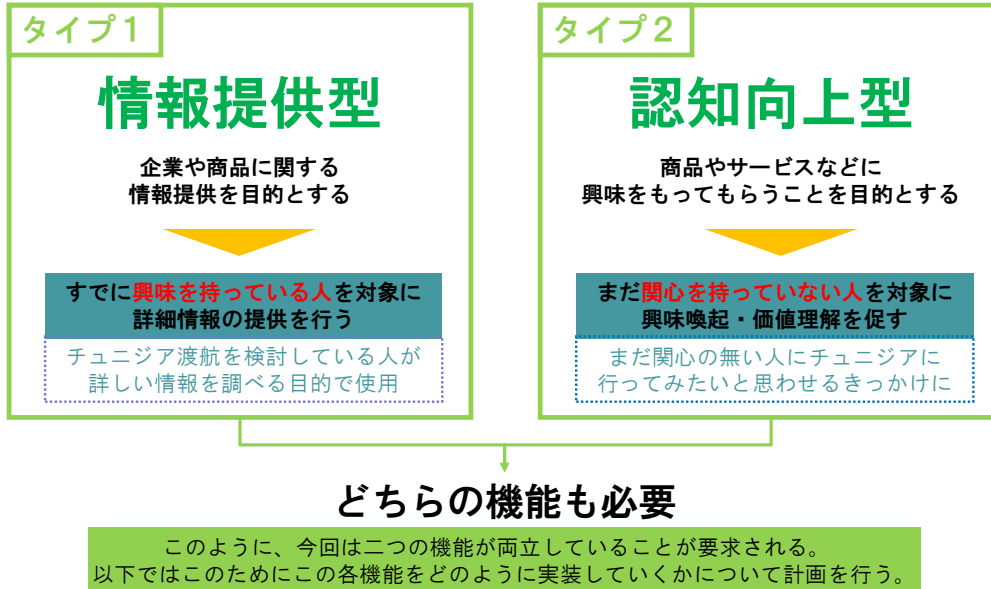 タイプ１
情報提供型
企業や商品に関する
情報提供を目的とする
すでに興味を持っている人を対象に
詳細情報の提供を行う
チュニジア渡航を検討している人が
詳しい情報を調べる目的で使用
タイプ２
認知向上型
商品やサービスなどに
興味をもってもらうことを目的とする
まだ関心を持っていない人を対象に
興味喚起・価値理解を促す
まだ関心の無い人にチュニジアに
行ってみたいと思わせるきっかけに
どちらの機能も必要
このように、今回は二つの機能が両立していることが要求される。
以下ではこのためにこの各機能をどのように実装していくかについて計画を行う。